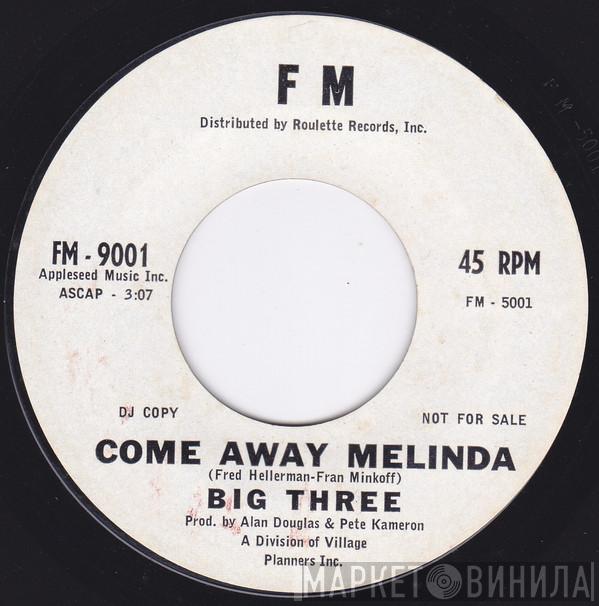 F M
Distributed by Roulette Records, Inc.
FM - 9001
Appleseed Music Inc.
ASCAP - 3:07
45 RPM
FM - 5001
DJ COPY
NOT FOR SALE
COME AWAY MELINDA
(Fred Hellerman-Fran Minkoff)
BIG THREE
Prod. by Alan Douglas & Pete Kameron
A Division of Village
Planners Inc.
МАРКЕТ ВИНИЛА
FM-5001